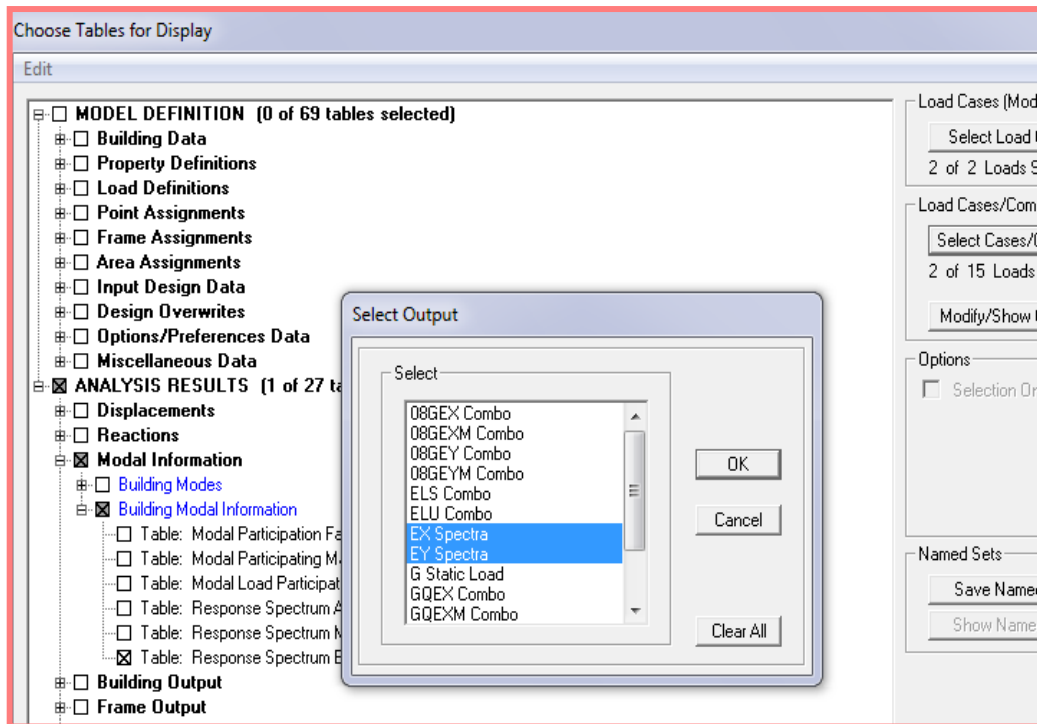 Choose Tables for Display
Edit
MODEL DEFINITION (0 of 69 tables selected)
Building Data
Property Definitions
Load Definitions
Point Assignments
Frame Assignments
Area Assignments
Input Design Data
Design Overwrites
Options/Preferences Data
Miscellaneous Data
ANALYSIS RESULTS (1 of 27 ta
Displacements
Reactions
Modal Information
Building Modes
Building Modal Information
Table: Modal Participation Fa
Table: Modal Participating M
Table: Modal Load Participat
Table: Response Spectrum A
Table: Response Spectrum M
Table: Response Spectrum B
Building Output
Frame Output
Select Output
Select
08GEX Combo
08GEXM Combo
08GEY Combo
08GEYM Combo
ELS Combo
ELU Combo
EX Spectra
EY Spectra
G Static Load
GQEX Combo
GQEXM Combo
OK
Cancel
Clear All
Load Cases (Mod
Select Load
2 of 2 Loads S
Load Cases/Com
Select Cases/
2 of 15 Loads
Modify/Show
Options
Selection On
Named Sets
Save Name
Show Name